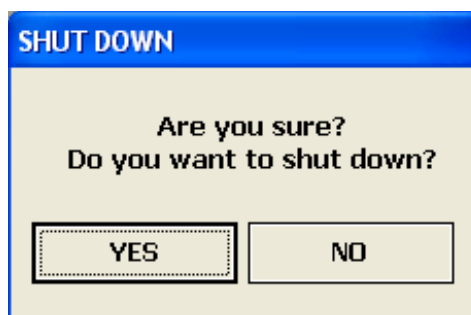 SHUT DOWN
Are you sure?
Do you want to shut down?
YES
NO